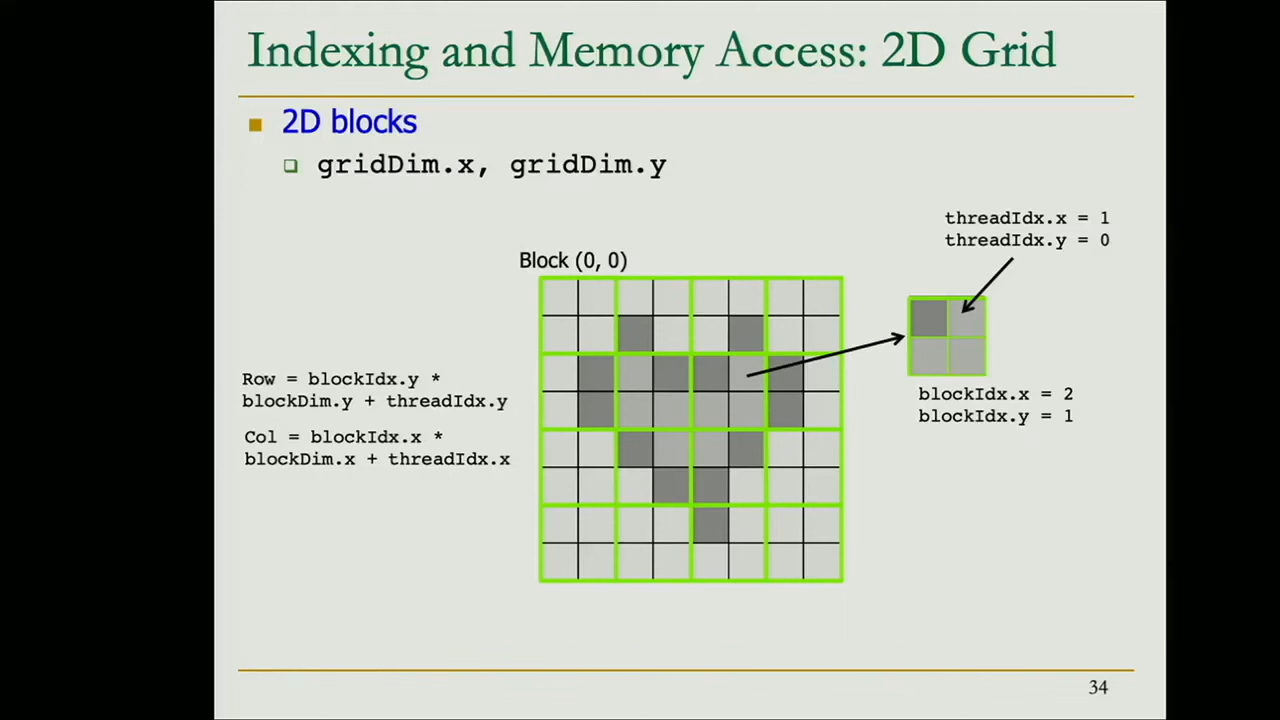 Indexing and Memory Access: 2D Grid
2D blocks
gridDim.x, gridDim.y
threadIdx.x = 1
threadIdx.y = 0
Block (0, 0)
Row = blockIdx.y *
blockDim.y + threadIdx.y
Col = blockIdx.x *
blockDim.x + threadIdx.x
blockIdx.x = 2
blockIdx.y = 1
34